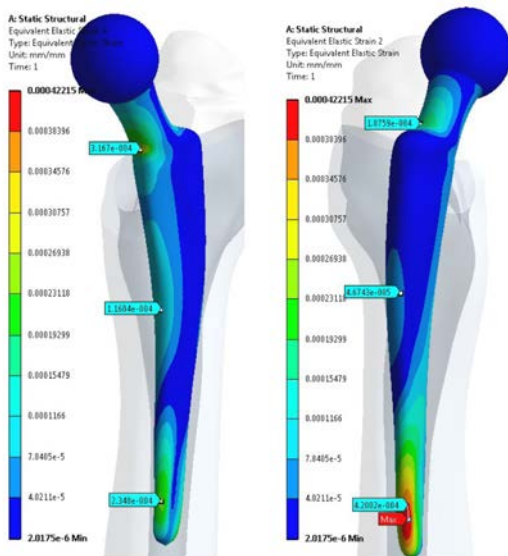 A: Static Structural
Equivalent Elastic Strain
Type: Equivalent Elastic Strain
Unit: mm/mm
Time: 1
0.00042215 Max
0.00038396
0.00034576
0.00030757
0.00026938
0.00023118
0.00019299
0.00015479
0.0001166
7.8405e-5
4.0211e-5
2.0175e-6 Min
3.167e-004
1.1604e-004
2.348e-004
A: Static Structural
Equivalent Elastic Strain 2
Type: Equivalent Elastic Strain
Unit: mm/mm
Time: 1
0.00042215 Max
0.00038396
0.00034576
0.00030757
0.00026938
0.00023118
0.00019299
0.00015479
0.0001166
7.8405e-5
4.0211e-5
2.0175e-6 Min
1.0759e-004
4.6743e-005
4.2002e-004
Max